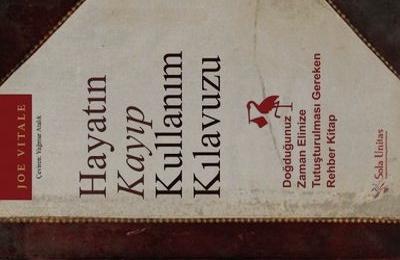 JOE VITALE
Çeviren: Yağmur Atalık
Hayatın
Kayıp
Kullanım
Kılavuzu
Doğduğunuz
Zaman Elinize
Tutuşturulması Gereken
Rehber Kitap
Sola Unitas